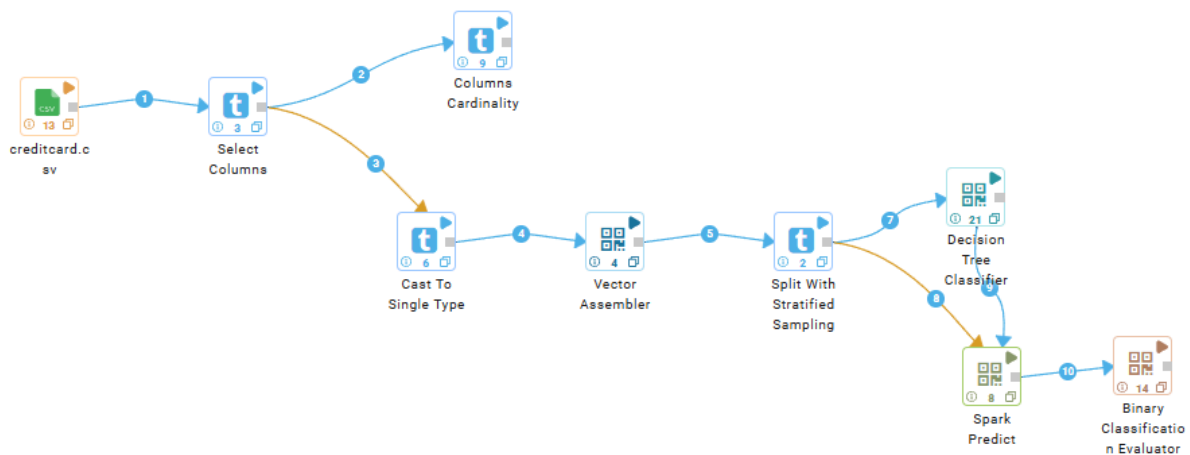 t
9
Columns
Cardinality
2
CSV
13
creditcard.c
sv
1
t
3
Select
Columns
3
t
6
Cast To
Single Type
4
4
Vector
Assembler
5
t
2
Split With
Stratified
Sampling
7
21
Decision
Tree
Classifier
9
8
8
Spark
Predict
10
14
Binary
Classificatio
n Evaluator